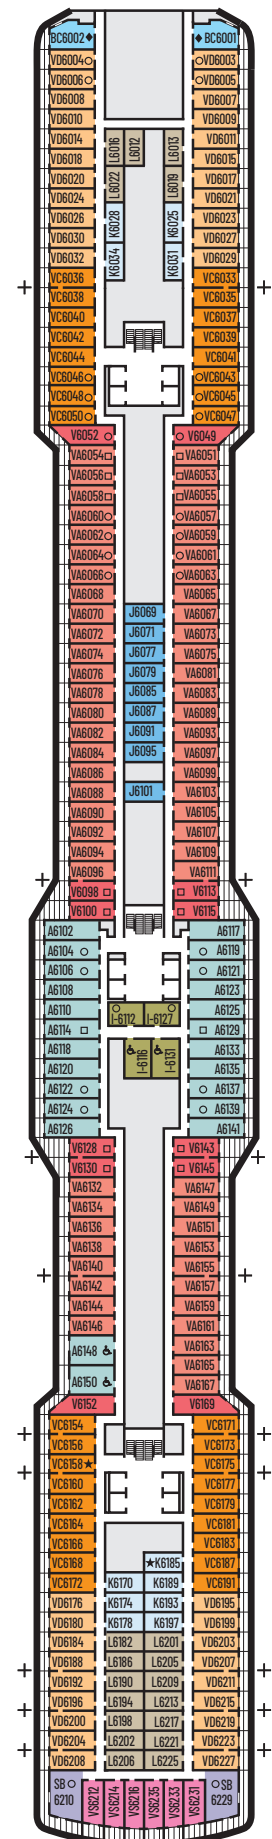 BC6002♦ ♦BC6001
VD6004 VD6003
VD6006 VD6005
VD6008 VD6007
VD6010 VD6009
VD6014 L6016 L6012 L6013 VD6011
VD6018 VD6015
VD6020 L6022 L6019 VD6017
VD6024 VD6021
VD6026 K6028 K6025 VD6023
VD6030 VD6027
VD6032 K6034 K6031 VD6029
VC6036 VC6033
VC6038 VC6035
VC6040 VC6037
VC6042 VC6039
VC6044 VC6041
VC6046 VC6043
VC6048 VC6045
VC6050 VC6047
V6052 V6049
VA6054 VA6051
VA6056 VA6053
VA6058 VA6055
VA6060 VA6057
VA6062 VA6059
VA6064 VA6061
VA6066 VA6063
VA6068 VA6065
VA6070 J6069 VA6067
VA6072 J6071 VA6073
VA6074 J6077 VA6075
VA6076 J6079 VA6081
VA6078 J6085 VA6083
VA6080 J6087 VA6089
VA6082 J6091 VA6093
VA6084 J6095 VA6097
VA6086 VA6099
VA6088 J6101 VA6103
VA6090 VA6105
VA6092 VA6107
VA6094 VA6109
VA6096 VA6111
V6098 V6113
V6100 V6115
A6102 A6117
A6104 A6119
A6106 A6121
A6108 A6123
A6110 I-6112 I-6127 A6125
A6114 A6129
A6118 I-6116 I-6131 A6133
A6120 A6135
A6122 A6137
A6124 A6139
A6126 A6141
V6128 V6143
V6130 V6145
VA6132 VA6147
VA6134 VA6149
VA6136 VA6151
VA6138 VA6153
VA6140 VA6155
VA6142 VA6157
VA6144 VA6159
VA6146 VA6161
A6148 VA6163
VA6165
A6150 VA6167
V6152 V6169
VC6154 VC6171
VC6156 VC6173
VC6158★ VC6175
VC6160 VC6177
VC6162 VC6179
VC6164 VC6181
VC6166 VC6183
VC6168 ★K6185 VC6187
VC6172 K6170 K6189 VC6191
VD6176 K6174 K6193 VD6195
VD6180 K6178 K6197 VD6199
VD6184 L6182 L6201 VD6203
VD6188 L6186 L6205 VD6207
VD6192 L6190 L6209 VD6211
VD6196 L6194 L6213 VD6215
VD6200 L6198 L6217 VD6219
VD6204 L6202 L6221 VD6223
VD6208 L6206 L6225 VD6227
SB 6210 VS6212 VS6214 VS6216 VS6235 VS6233 VS6231 SB 6229